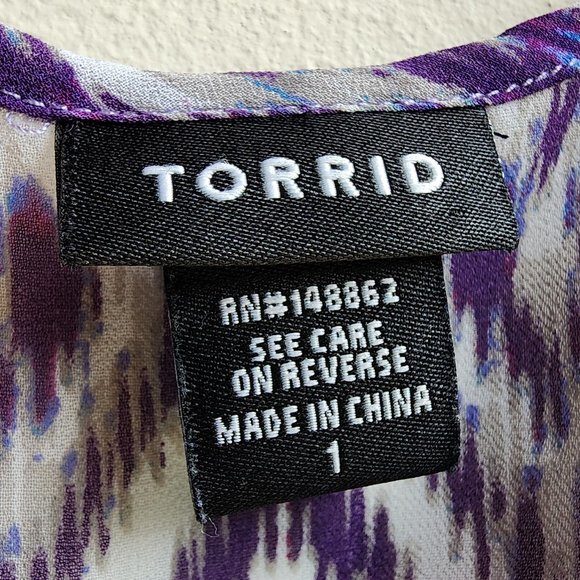 TORRID
RN#148862
SEE CARE
ON REVERSE
MADE IN CHINA
1